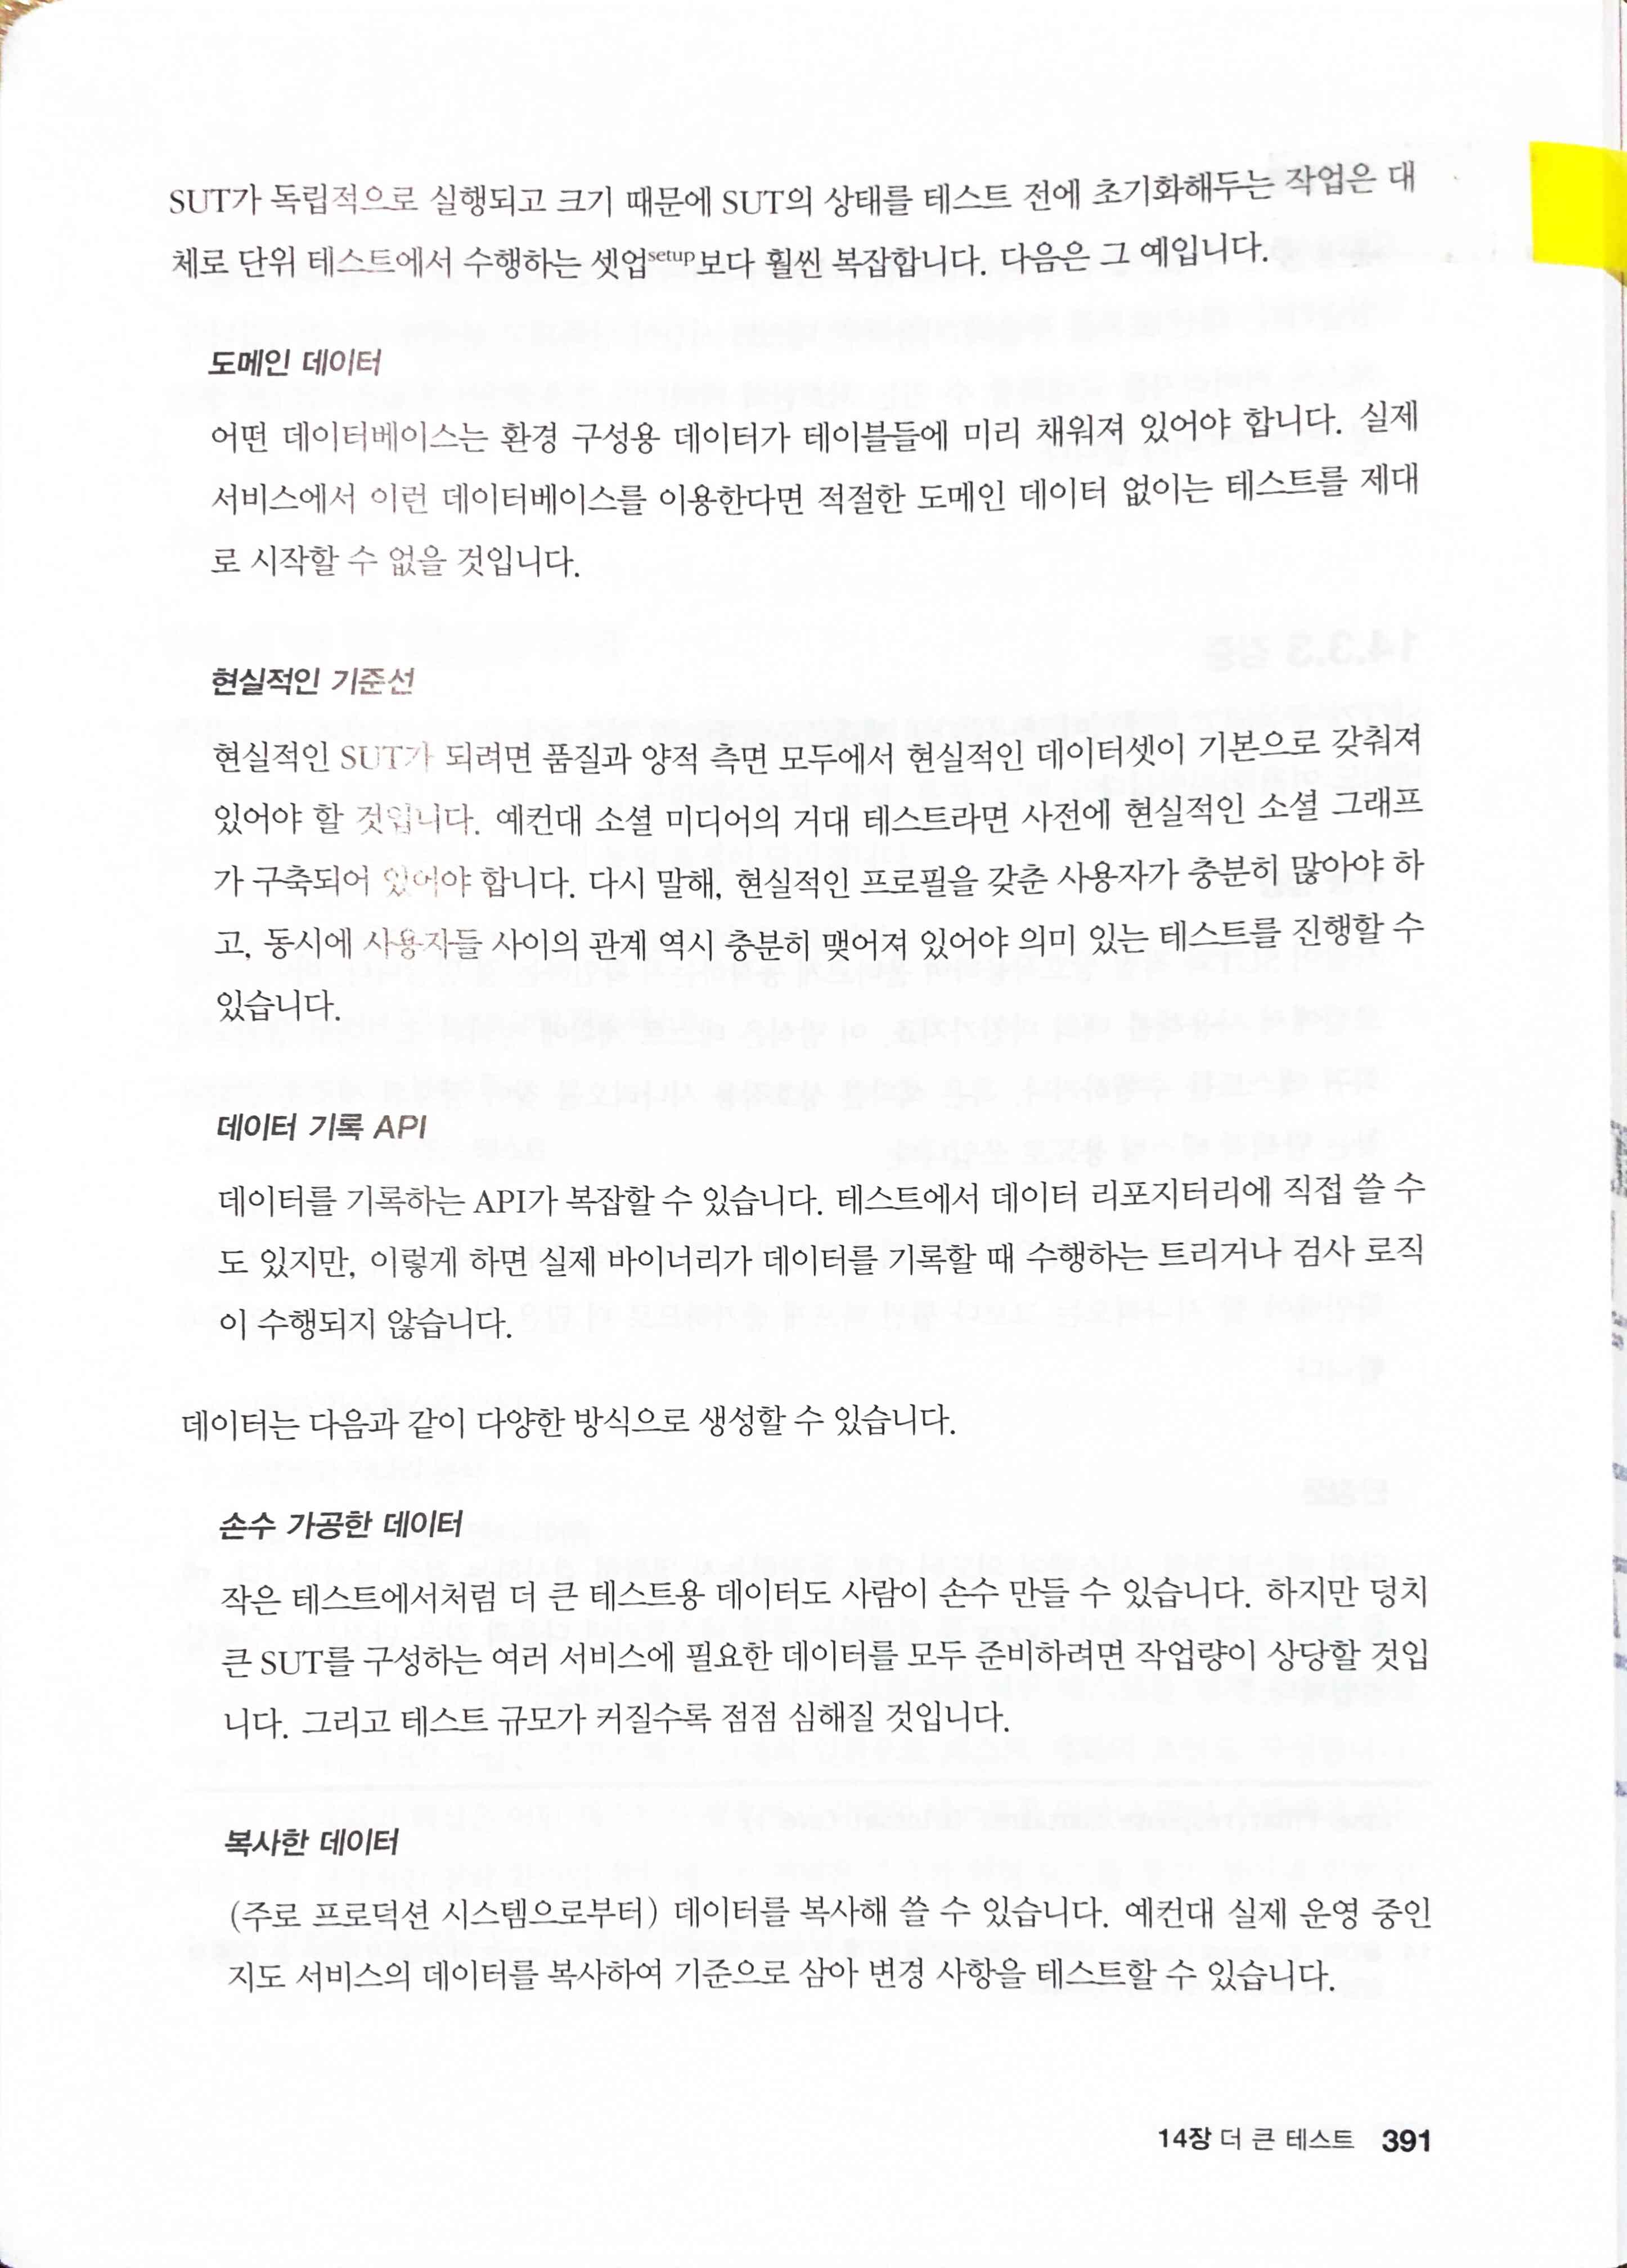 SUT가 독립적으로 실행되고 크기 때문에 SUT의 상태를 테스트 전에 초기화해두는 작업은 대
체로 단위 테스트에서 수행하는 셋업setup보다 훨씬 복잡합니다. 다음은 그 예입니다.
도메인 데이터
어떤 데이터베이스는 환경 구성용 데이터가 테이블들에 미리 채워져 있어야 합니다. 실제
서비스에서 이런 데이터베이스를 이용한다면 적절한 도메인 데이터 없이는 테스트를 제대
로 시작할 수 없을 것입니다.
현실적인 기준선
현실적인 SUT가 되려면 품질과 양적 측면 모두에서 현실적인 데이터셋이 기본으로 갖춰져
있어야 할 것입니다. 예컨대 소셜 미디어의 거대 테스트라면 사전에 현실적인 소셜 그래프
가 구축되어 있어야 합니다. 다시 말해, 현실적인 프로필을 갖춘 사용자가 충분히 많아야 하
고, 동시에 사용자들 사이의 관계 역시 충분히 맺어져 있어야 의미 있는 테스트를 진행할 수
있습니다.
데이터 기록 API
데이터를 기록하는 API가 복잡할 수 있습니다. 테스트에서 데이터 리포지터리에 직접 쓸 수
도 있지만, 이렇게 하면 실제 바이너리가 데이터를 기록할 때 수행하는 트리거나 검사 로직
이 수행되지 않습니다.
데이터는 다음과 같이 다양한 방식으로 생성할 수 있습니다.
손수 가공한 데이터
작은 테스트에서처럼 더 큰 테스트용 데이터도 사람이 손수 만들 수 있습니다. 하지만 덩치
큰 SUT를 구성하는 여러 서비스에 필요한 데이터를 모두 준비하려면 작업량이 상당할 것입
니다. 그리고 테스트 규모가 커질수록 점점 심해질 것입니다.
복사한 데이터
(주로 프로덕션 시스템으로부터) 데이터를 복사해 쓸 수 있습니다. 예컨대 실제 운영 중인
지도 서비스의 데이터를 복사하여 기준으로 삼아 변경 사항을 테스트할 수 있습니다.
14장 더 큰 테스트 391